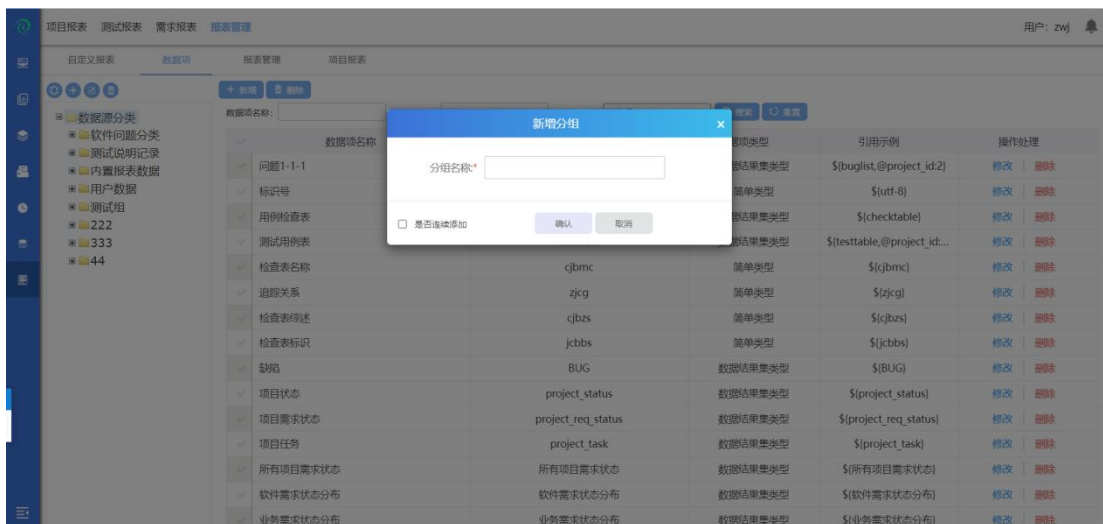 项目报表 测试报表 需求报表 报表管理 用户: zwj
自定义报表 数据项 报表管理 项目报表
+ 新增 删除
数据项名称: 搜索 重置
数据源分类
软件问题分类
测试说明记录
内置报表数据
用户数据
测试组
222
333
44
新增分组 ×
分组名称:*
是否连续添加 确认 取消
数据项名称 据项类型 引用示例 操作处理
问题1-1-1 据结果集类型 ${buglist,@project_id:2} 修改 删除
标识号 简单类型 ${utf-8} 修改 删除
用例检查表 据结果集类型 ${checktable} 修改 删除
测试用例表 数据结果集类型 ${testtable,@project_id:... 修改 删除
检查表名称 cjbmc 简单类型 ${cjbmc} 修改 删除
追踪关系 zjcg 简单类型 ${zjcg} 修改 删除
检查表综述 cjbzs 简单类型 ${cjbzs} 修改 删除
检查表标识 jcbbs 简单类型 ${jcbbs} 修改 删除
缺陷 BUG 数据结果集类型 ${BUG} 修改 删除
项目状态 project_status 数据结果集类型 ${project_status} 修改 删除
项目需求状态 project_req_status 数据结果集类型 ${project_req_status} 修改 删除
项目任务 project_task 数据结果集类型 ${project_task} 修改 删除
所有项目需求状态 所有项目需求状态 数据结果集类型 ${所有项目需求状态} 修改 删除
软件需求状态分布 软件需求状态分布 数据结果集类型 ${软件需求状态分布} 修改 删除
业务需求状态分布 业务需求状态分布 数据结果集类型 ${业务需求状态分布} 修改 删除